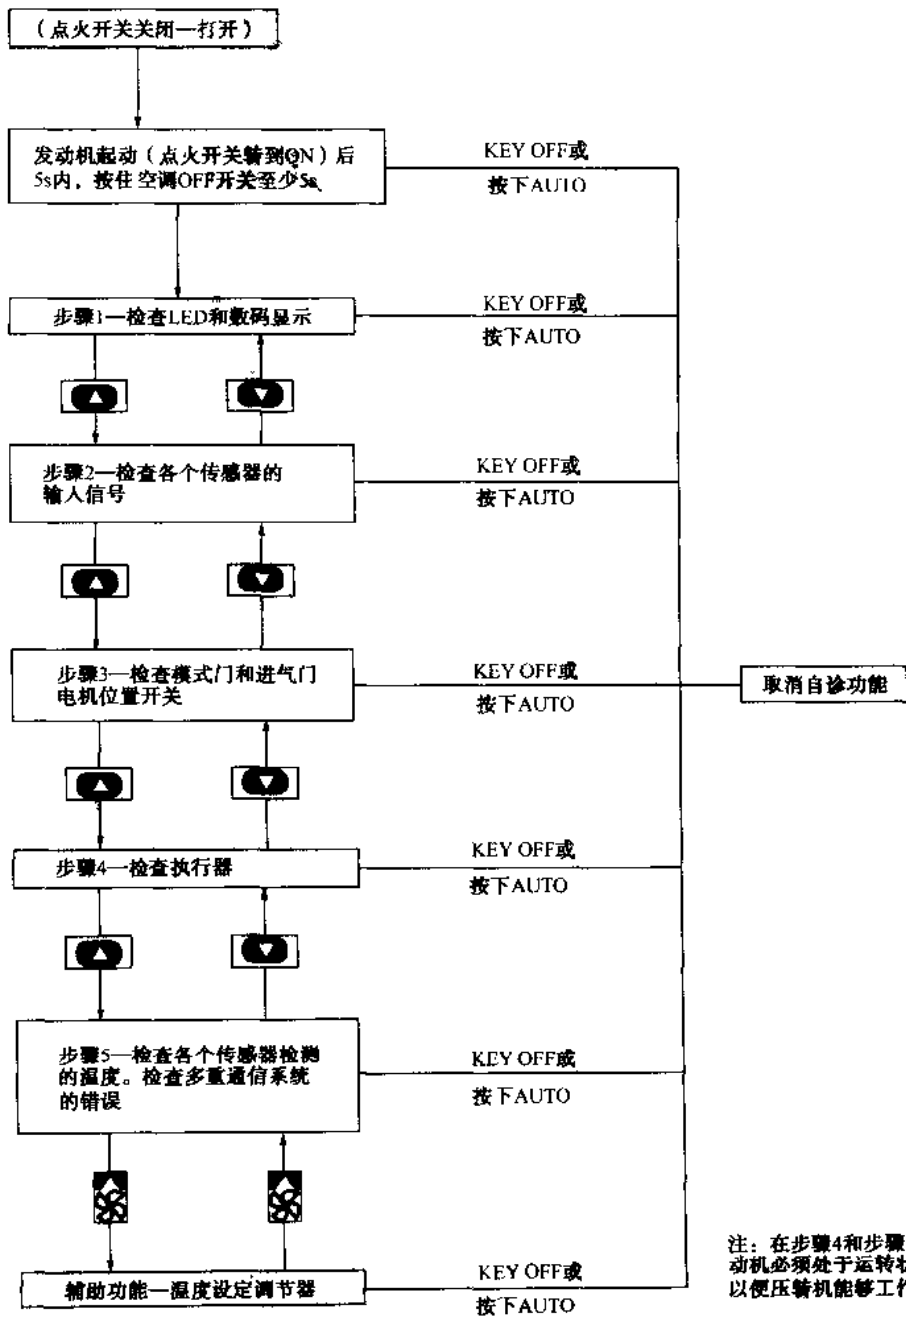 （点火开关关闭—打开）
发动机起动（点火开关转到ON）后
5s内，按住空调OFF开关至少5s
KEY OFF或
按下AUTO
步骤1—检查LED和数码显示
KEY OFF或
按下AUTO
步骤2—检查各个传感器的
输入信号
KEY OFF或
按下AUTO
步骤3—检查模式门和进气门
电机位置开关
KEY OFF或
按下AUTO
取消自诊功能
步骤4—检查执行器
KEY OFF或
按下AUTO
步骤5—检查各个传感器检测
的温度。检查多重通信系统
的错误
KEY OFF或
按下AUTO
辅助功能—温度设定调节器
KEY OFF或
按下AUTO
注：在步骤4和步骤
动机必须处于运转状
以便压缩机能够工作